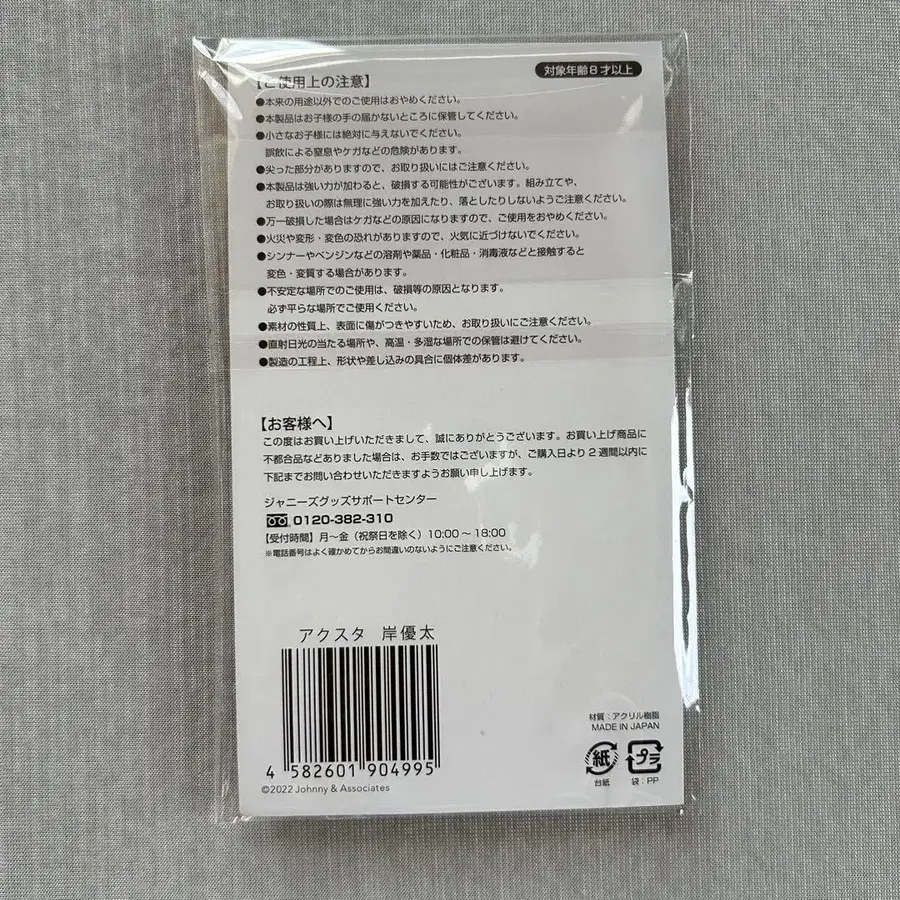 対象年齢8才以上
【ご使用上の注意】
●本来の用途以外でのご使用はおやめください。
●本製品はお子様の手の届かないところに保管してください。
●小さなお子様には絶対に与えないでください。
誤飲による窒息やケガなどの危険があります。
●尖った部分がありますので、お取り扱いにはご注意ください。
●本製品は強い力が加わると、破損する可能性がございます。組み立てや、
お取り扱いの際は無理に強い力を加えたり、落としたりしないようご注意ください。
●万一破損した場合はケガなどの原因になりますので、ご使用をおやめください。
●火災や変形・変色の恐れがありますので、火気に近づけないでください。
●シンナーやベンジンなどの溶剤や薬品・化粧品・消毒液などと接触すると
変色・変質する場合があります。
●不安定な場所でのご使用は、破損等の原因となります。
必ず平らな場所でご使用ください。
●素材の性質上、表面に傷がつきやすいため、お取り扱いにご注意ください。
●直射日光の当たる場所や、高温・多湿な場所での保管は避けてください。
●製造の工程上、形状や差し込みの具合に個体差があります。
【お客様へ】
この度はお買い上げいただきまして、誠にありがとうございます。お買い上げ商品に
不都合品などありました場合は、お手数ではございますが、ご購入日より2週間以内に
下記までお問い合わせいただきますようお願い申し上げます。
ジャニーズグッズサポートセンター
0120-382-310
【受付時間】月〜金（祝祭日を除く）10:00〜18:00
※電話番号はよく確かめてからお間違いのないようにご注意ください。
アクスタ 岸優太
4 582601 904995
©2022 Johnny & Associates
材質：アクリル樹脂
MADE IN JAPAN
紙 プラ
台紙 袋：PP